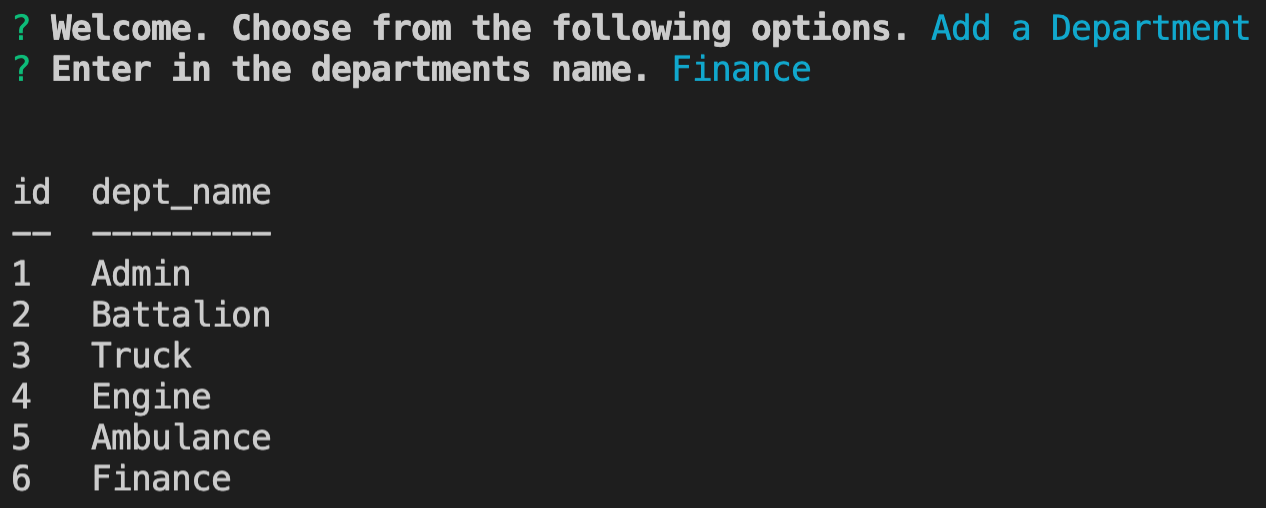 ? Welcome. Choose from the following options. Add a Department
? Enter in the departments name. Finance
id  dept_name
--  ---------
1   Admin
2   Battalion
3   Truck
4   Engine
5   Ambulance
6   Finance